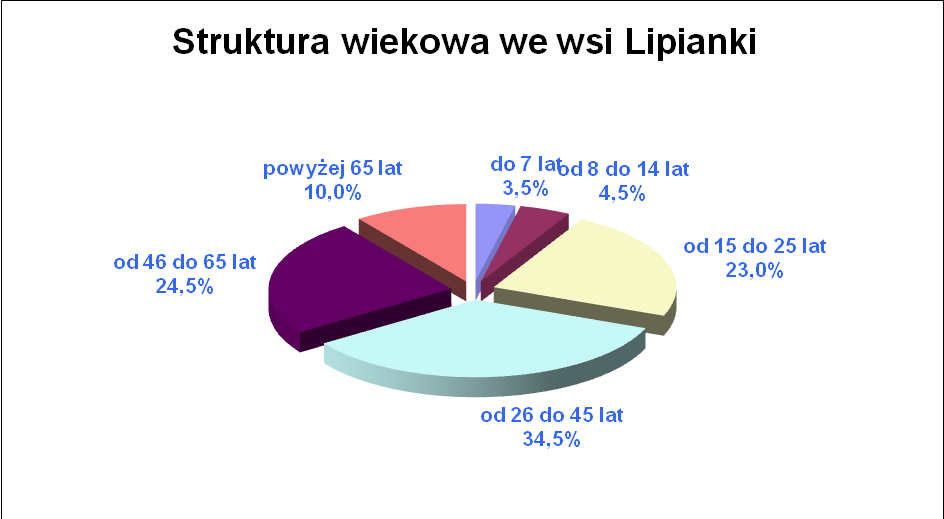 Struktura wiekowa we wsi Lipianki
powyżej 65 lat
10,0%
do 7 lat
3,5%
od 8 do 14 lat
4,5%
od 46 do 65 lat
24,5%
od 15 do 25 lat
23,0%
od 26 do 45 lat
34,5%